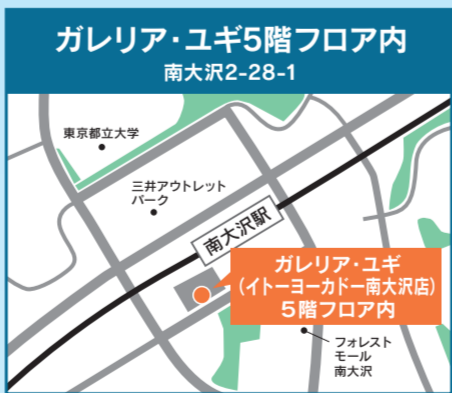 ガレリア・ユギ5階フロア内
南大沢2-28-1
東京都立大学
三井アウトレット
パーク
南大沢駅
ガレリア・ユギ
(イトーヨーカドー南大沢店)
5階フロア内
フォレスト
モール
南大沢